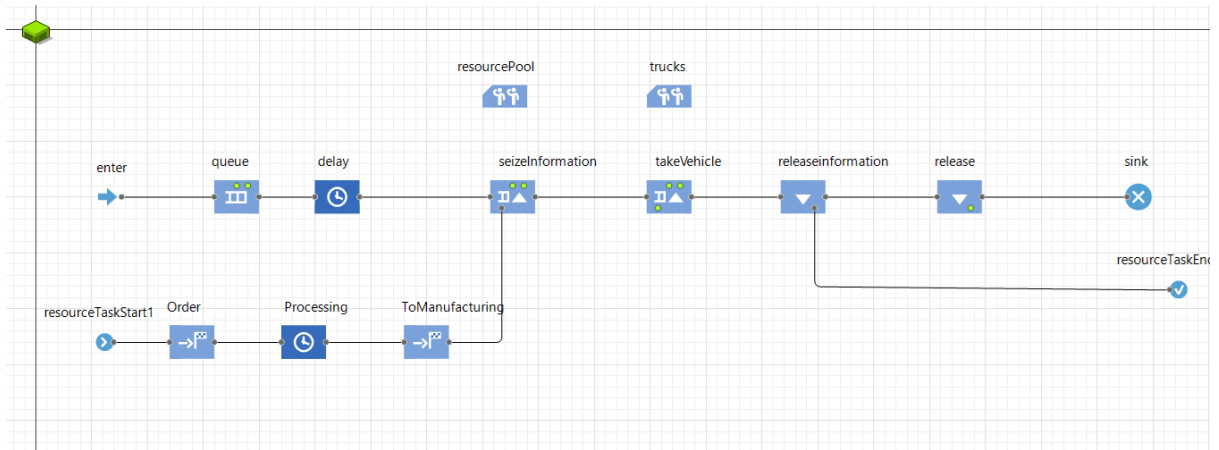 resourcePool
trucks
enter
queue
delay
seizeInformation
takeVehicle
releaseinformation
release
sink
resourceTaskEnd
resourceTaskStart1
Order
Processing
ToManufacturing